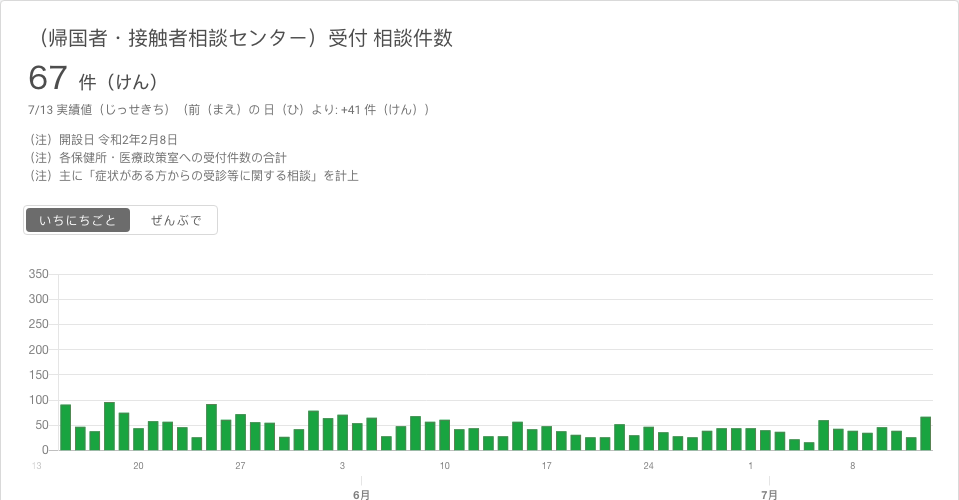 （帰国者・接触者相談センター）受付 相談件数
67 件（けん）
7/13 実績値（じっせきち）（前（まえ）の 日（ひ）より: +41 件（けん））
（注）開設日 令和2年2月8日
（注）各保健所・医療政策室への受付件数の合計
（注）主に「症状がある方からの受診等に関する相談」を計上
いちにちごと ぜんぶで
350
300
250
200
150
100
50
0
13 20 27 3 10 17 24 1 8
6月 7月